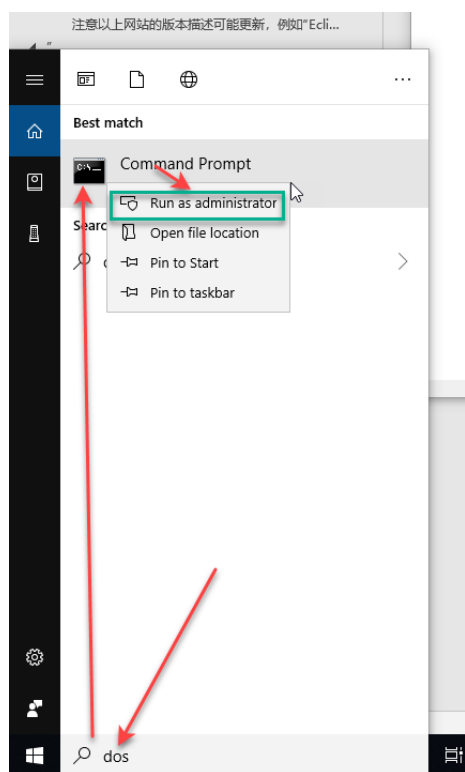 注意以上网站的版本描述可能更新，例如"Ecli...
Best match
Command Prompt
Run as administrator
Searc
Open file location
Pin to Start
Pin to taskbar
dos